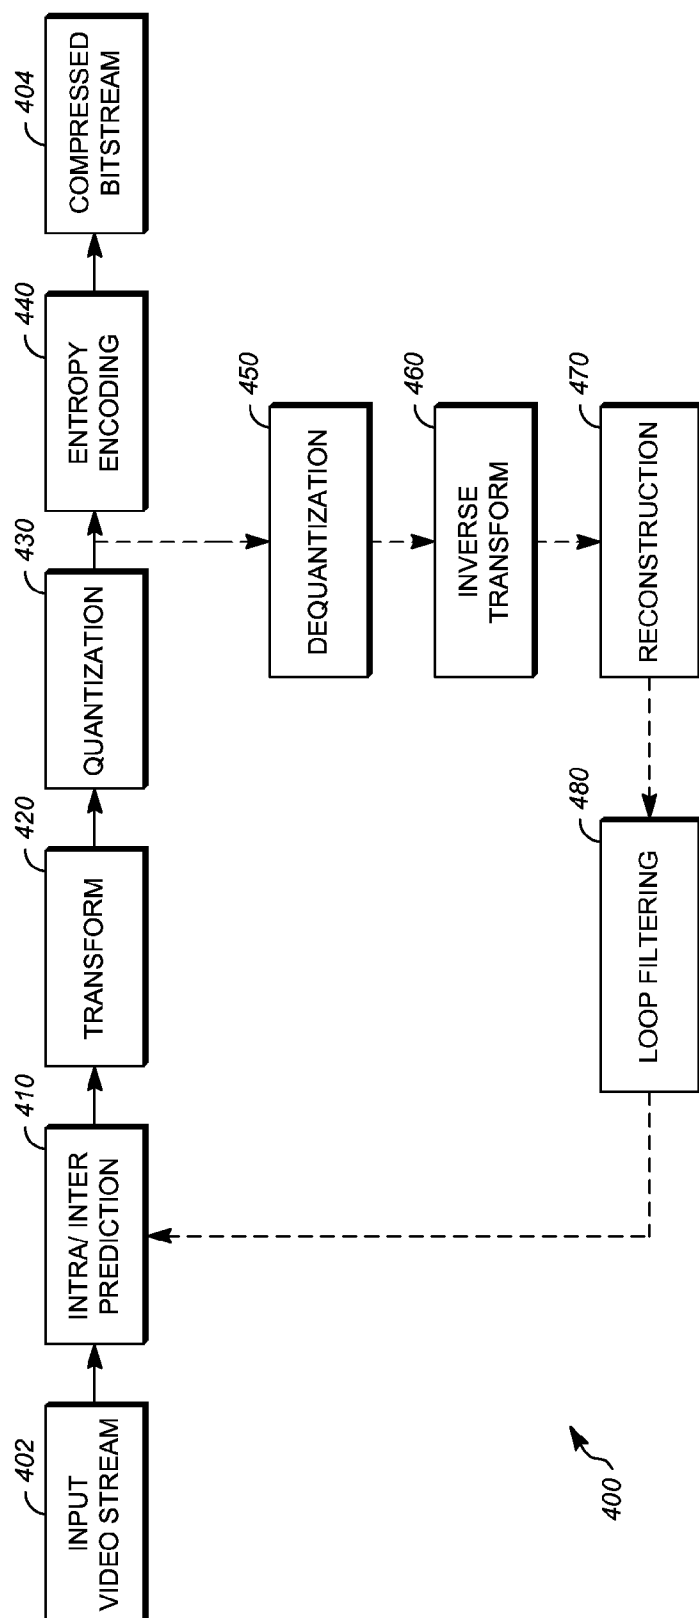 402
INPUT
VIDEO STREAM
410
INTRA/ INTER
PREDICTION
420
TRANSFORM
430
QUANTIZATION
440
ENTROPY
ENCODING
404
COMPRESSED
BITSTREAM
450
DEQUANTIZATION
460
INVERSE
TRANSFORM
470
RECONSTRUCTION
480
LOOP FILTERING
400